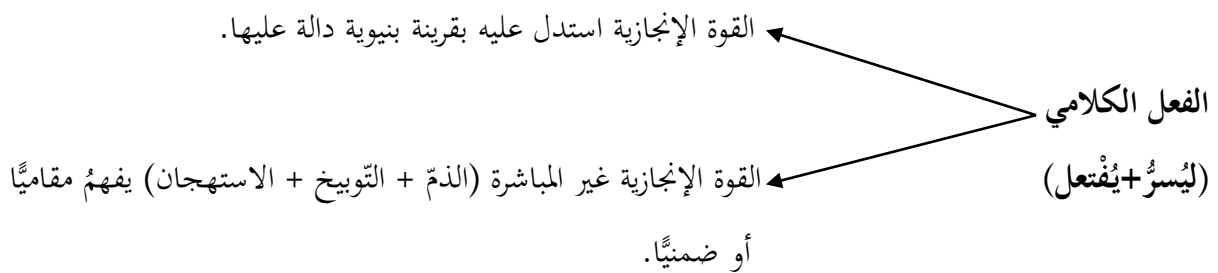 القوة الإنجازية استدل عليه بقرينة بنيوية دالة عليها.
الفعل الكلامي
(ليُسرُّ+يُفْتعل)
القوة الإنجازية غير المباشرة (الذمّ + التّوبيخ + الاستهجان) يفهمُ مقاميًّا
أو ضمنيًّا.